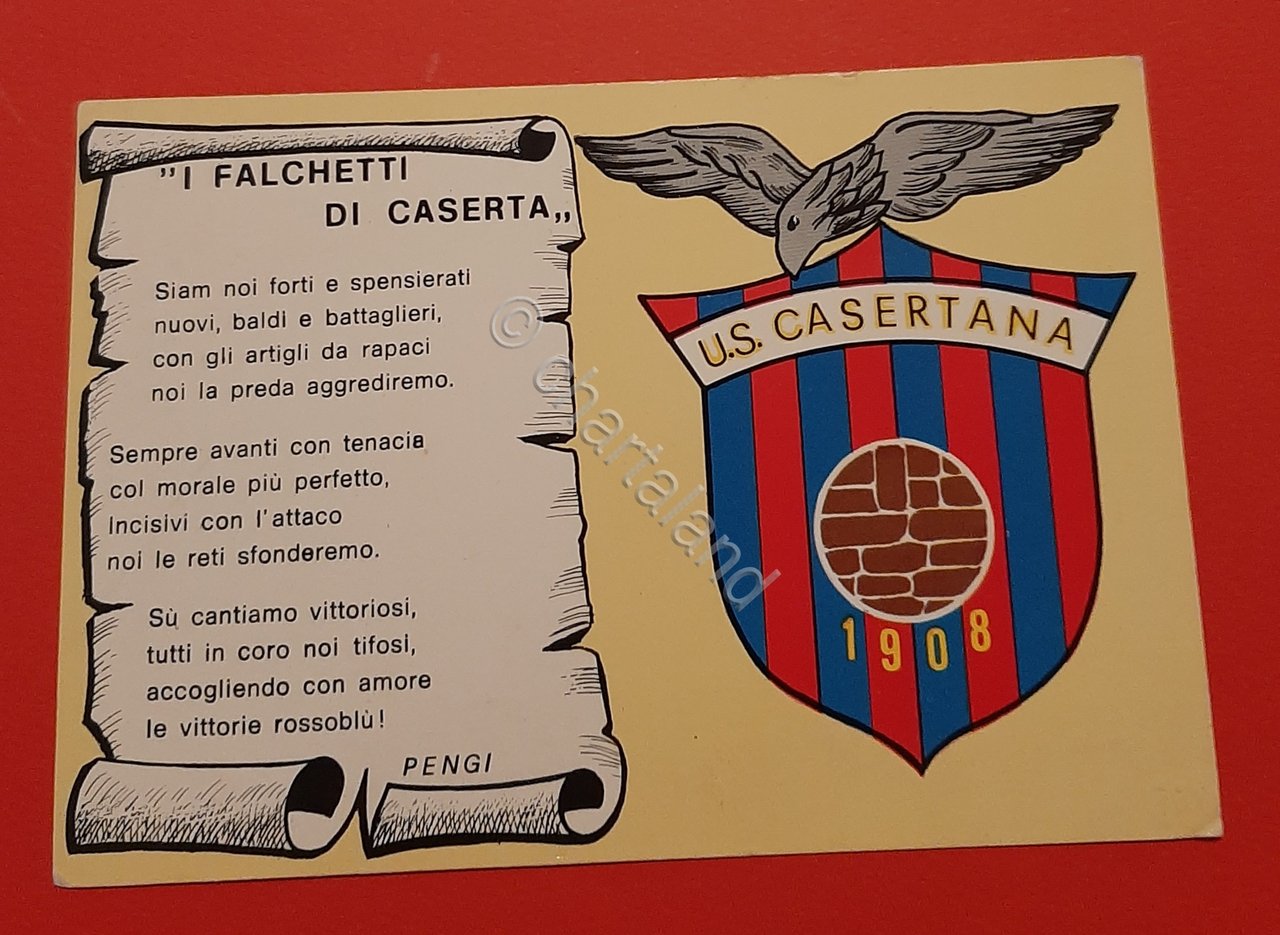 "I FALCHETTI
DI CASERTA„
Siam noi forti e spensierati
nuovi, baldi e battaglieri,
con gli artigli da rapaci
noi la preda aggrediremo.
Sempre avanti con tenacia
col morale più perfetto,
Incisivi con l'attaco
noi le reti sfonderemo.
Sù cantiamo vittoriosi,
tutti in coro noi tifosi,
accogliendo con amore
le vittorie rossoblù!
PENGI
U.S. CASERTANA
1908
© chartaland